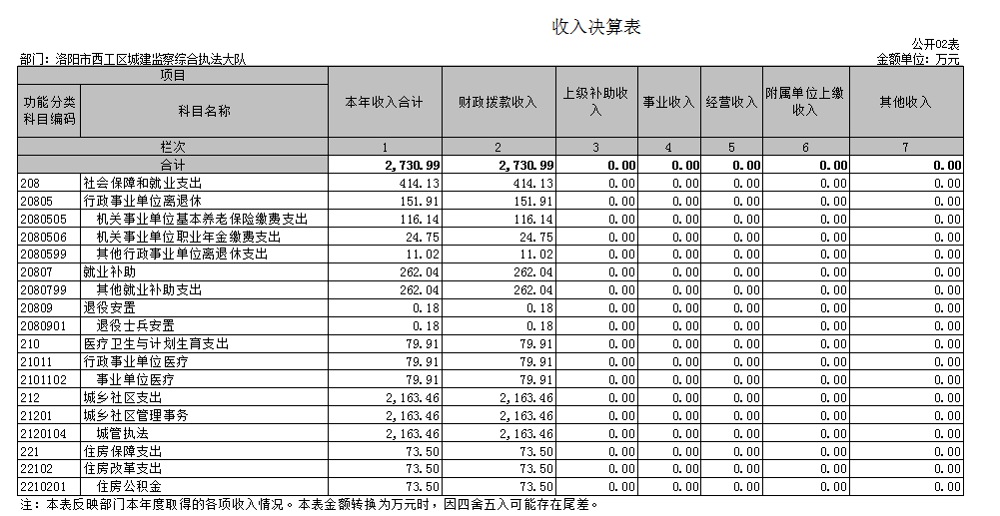 收入决算表
公开02表
部门：洛阳市西工区城建监察综合执法大队 金额单位：万元
项目 本年收入合计 财政拨款收入 上级补助收入 事业收入 经营收入 附属单位上缴收入 其他收入
功能分类科目编码 科目名称
栏次 1 2 3 4 5 6 7
合计 2,730.99 2,730.99 0.00 0.00 0.00 0.00 0.00
208 社会保障和就业支出 414.13 414.13 0.00 0.00 0.00 0.00 0.00
20805 行政事业单位离退休 151.91 151.91 0.00 0.00 0.00 0.00 0.00
2080505 机关事业单位基本养老保险缴费支出 116.14 116.14 0.00 0.00 0.00 0.00 0.00
2080506 机关事业单位职业年金缴费支出 24.75 24.75 0.00 0.00 0.00 0.00 0.00
2080599 其他行政事业单位离退休支出 11.02 11.02 0.00 0.00 0.00 0.00 0.00
20807 就业补助 262.04 262.04 0.00 0.00 0.00 0.00 0.00
2080799 其他就业补助支出 262.04 262.04 0.00 0.00 0.00 0.00 0.00
20809 退役安置 0.18 0.18 0.00 0.00 0.00 0.00 0.00
2080901 退役士兵安置 0.18 0.18 0.00 0.00 0.00 0.00 0.00
210 医疗卫生与计划生育支出 79.91 79.91 0.00 0.00 0.00 0.00 0.00
21011 行政事业单位医疗 79.91 79.91 0.00 0.00 0.00 0.00 0.00
2101102 事业单位医疗 79.91 79.91 0.00 0.00 0.00 0.00 0.00
212 城乡社区支出 2,163.46 2,163.46 0.00 0.00 0.00 0.00 0.00
21201 城乡社区管理事务 2,163.46 2,163.46 0.00 0.00 0.00 0.00 0.00
2120104 城管执法 2,163.46 2,163.46 0.00 0.00 0.00 0.00 0.00
221 住房保障支出 73.50 73.50 0.00 0.00 0.00 0.00 0.00
22102 住房改革支出 73.50 73.50 0.00 0.00 0.00 0.00 0.00
2210201 住房公积金 73.50 73.50 0.00 0.00 0.00 0.00 0.00
注：本表反映部门本年度取得的各项收入情况。本表金额转换为万元时，因四舍五入可能存在尾差。